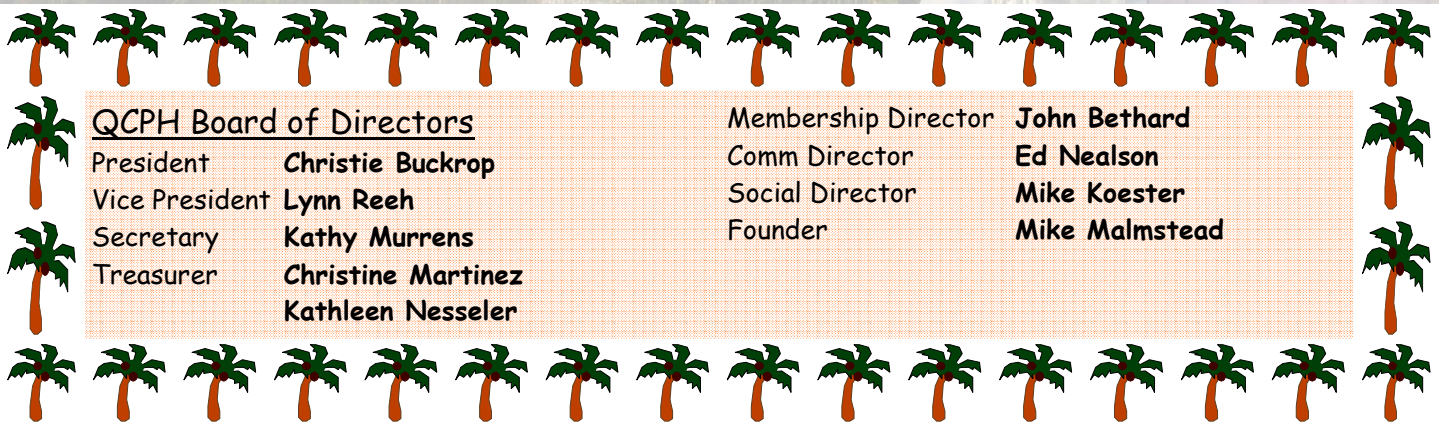 QCPH Board of Directors
President Christie Buckrop
Vice President Lynn Reeh
Secretary Kathy Murrens
Treasurer Christine Martinez
Kathleen Nesseler
Membership Director John Bethard
Comm Director Ed Nealson
Social Director Mike Koester
Founder Mike Malmstead